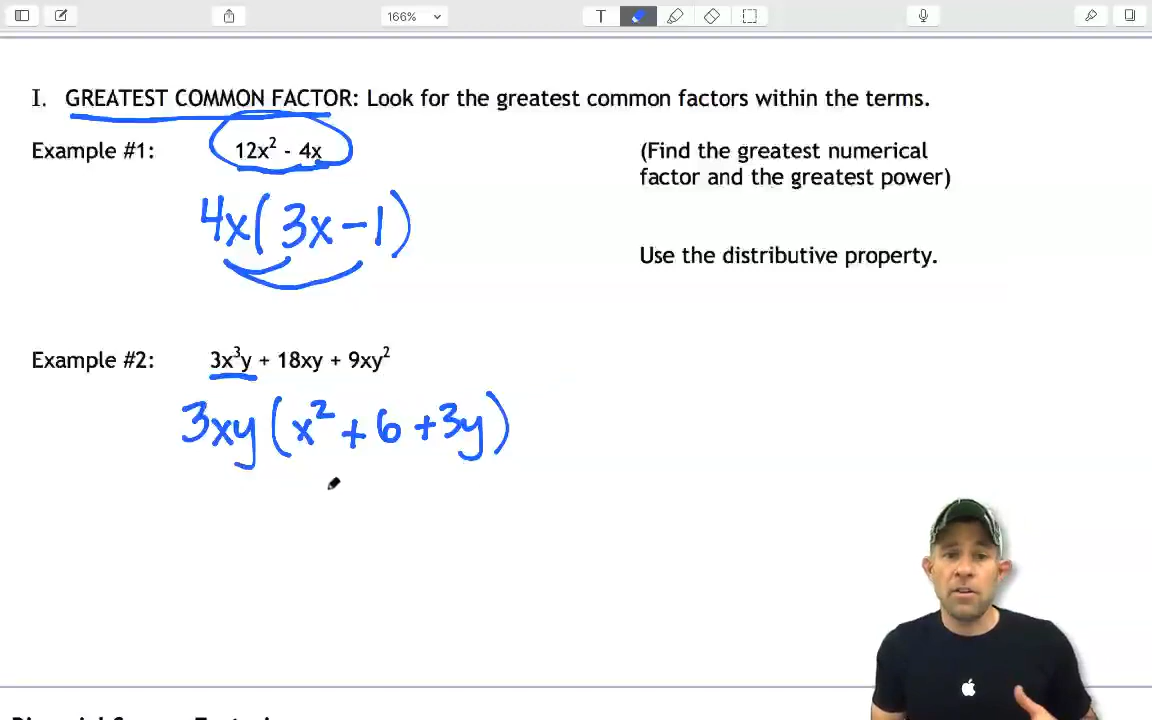 166%
T
I. GREATEST COMMON FACTOR: Look for the greatest common factors within the terms.
Example #1: 12x² - 4x
(Find the greatest numerical
factor and the greatest power)
4x(3x-1)
Use the distributive property.
Example #2: 3x³y + 18xy + 9xy²
3xy(x²+6+3y)